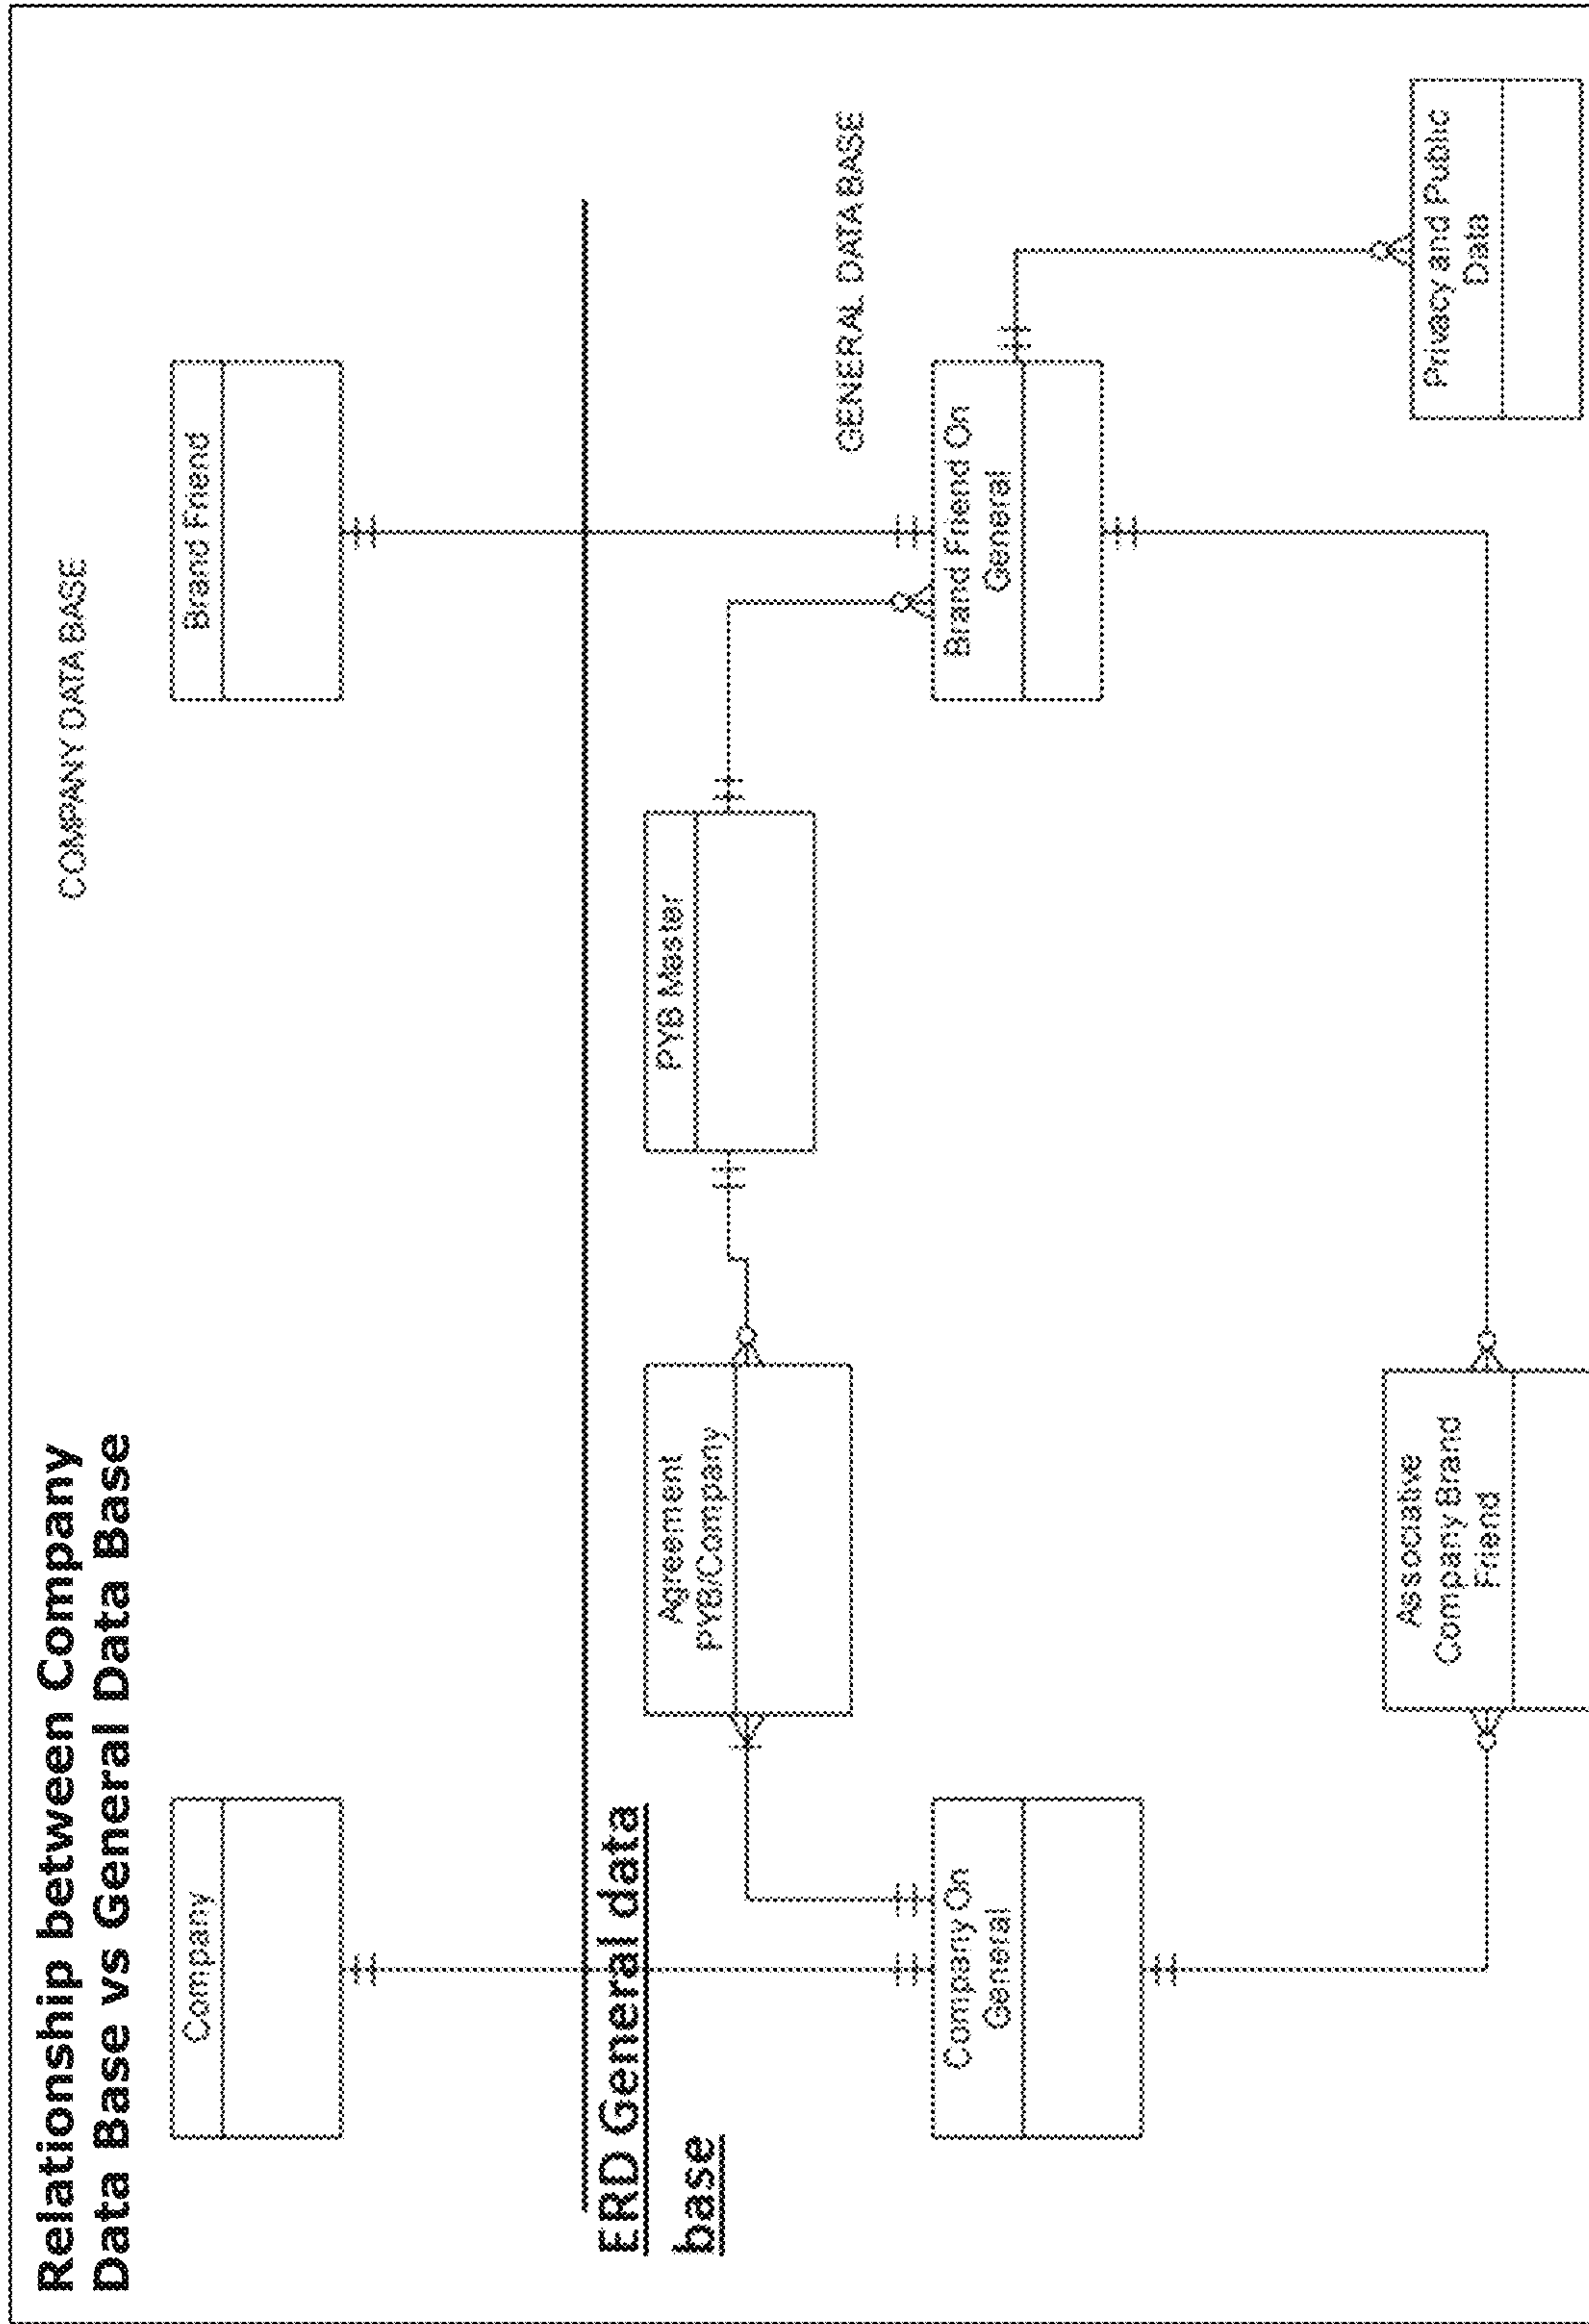 Relationship between Company
Data Base vs General Data Base
COMPANY DATA BASE
Company
Brand Friend
ERD General data
base
Agreement
PYB/Company
PYB Master
GENERAL DATA BASE
Company On
General
Brand Friend On
General
Associative
Company Brand
Friend
Privacy and Public
Data